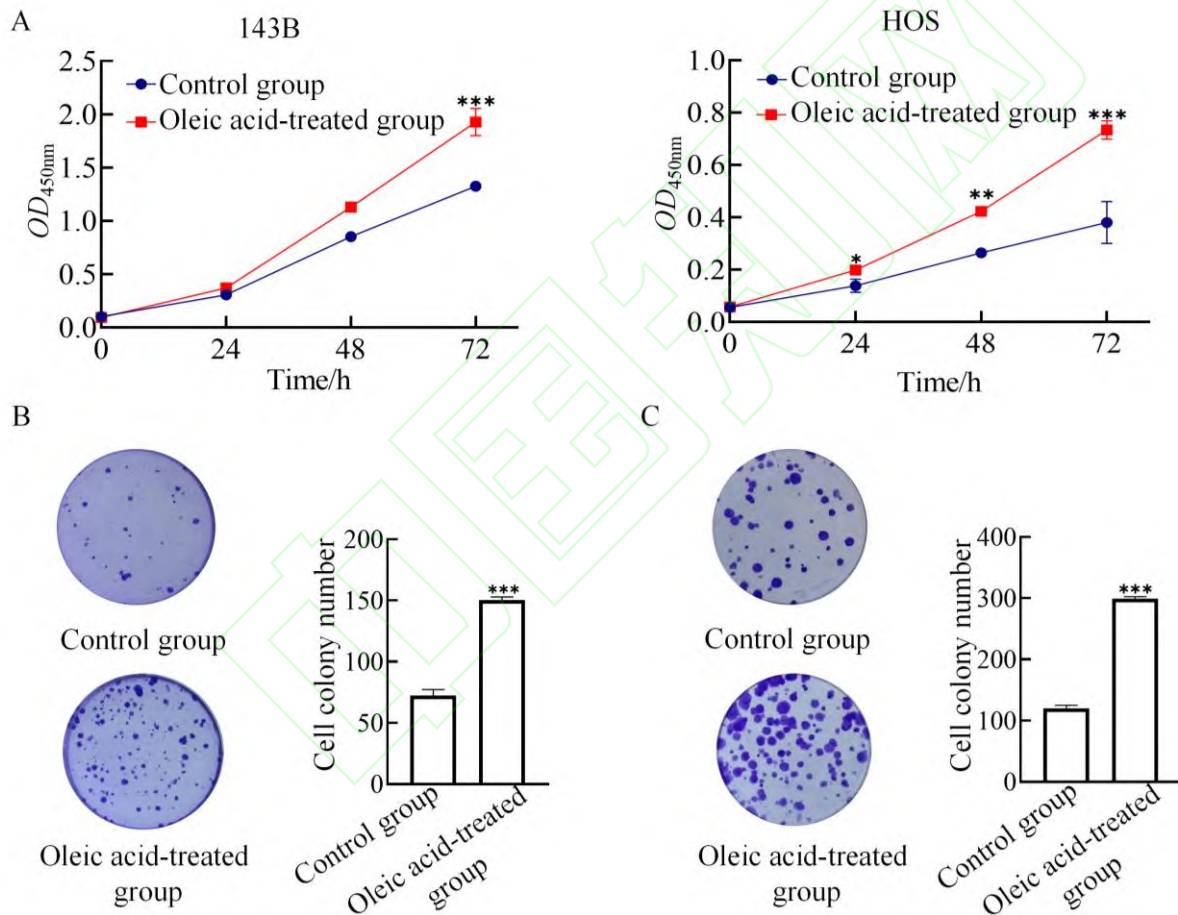 A
143B
2.5
2.0
1.5
1.0
0.5
0.0
OD450nm
Control group
Oleic acid-treated group
***
0
24
48
72
Time/h
HOS
1.0
0.8
0.6
0.4
0.2
0.0
OD450nm
Control group
Oleic acid-treated group
*
**
***
0
24
48
72
Time/h
B
Control group
Oleic acid-treated
group
200
150
100
50
0
Cell colony number
***
Control group
Oleic acid-treated
group
C
Control group
Oleic acid-treated
group
400
300
200
100
0
Cell colony number
***
Control group
Oleic acid-treated
group